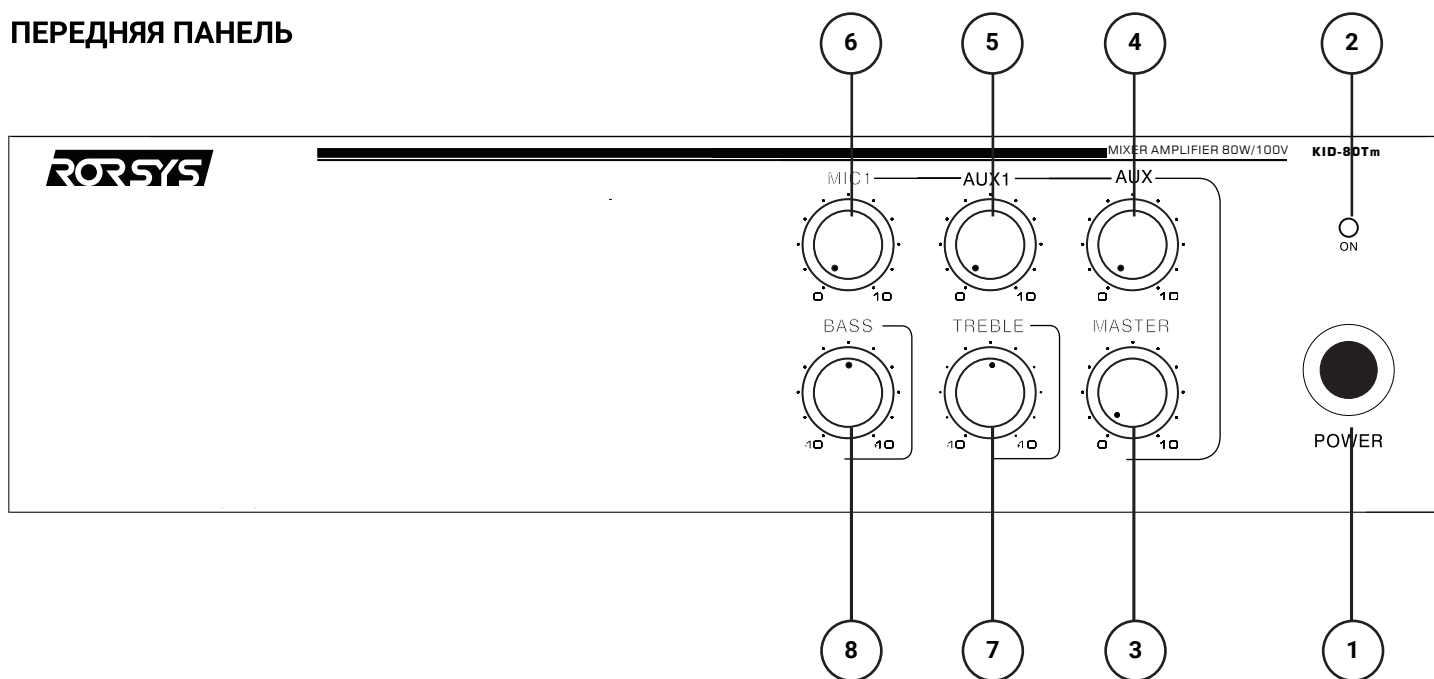 ПЕРЕДНЯЯ ПАНЕЛЬ
6 5 4 2
RORSYS
MIXER AMPLIFIER 80W/100V KID-80Tm
MIC1 AUX1 AUX
ON
0 10 0 10 0 10
BASS TREBLE MASTER
10 10 10 10 0 10
POWER
8 7 3 1